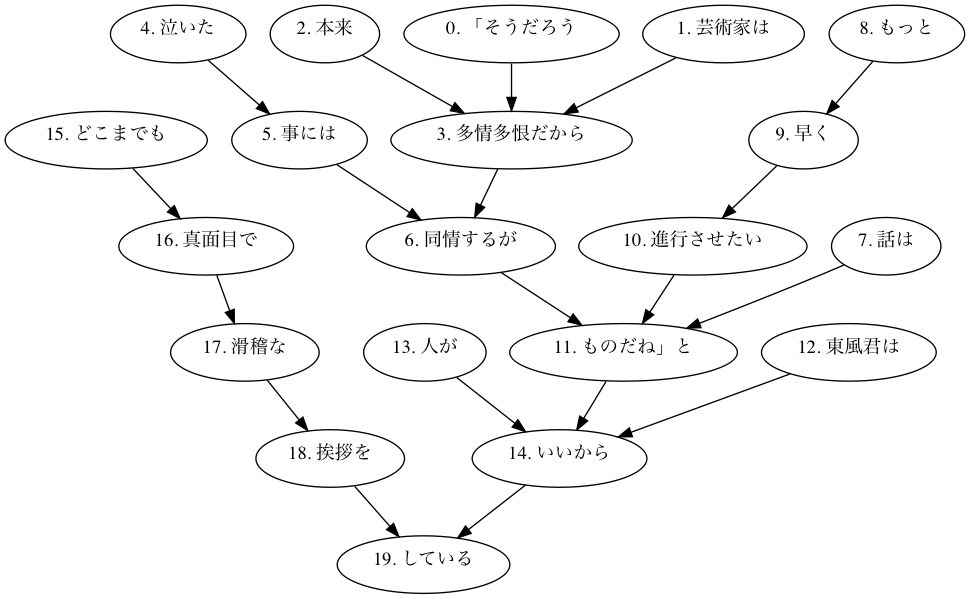 4. 泣いた
2. 本来
0. 「そうだろう
1. 芸術家は
8. もっと
15. どこまでも
5. 事には
3. 多情多恨だから
9. 早く
16. 真面目で
6. 同情するが
10. 進行させたい
7. 話は
17. 滑稽な
13. 人が
11. ものだね」と
12. 東風君は
18. 挨拶を
14. いいから
19. している